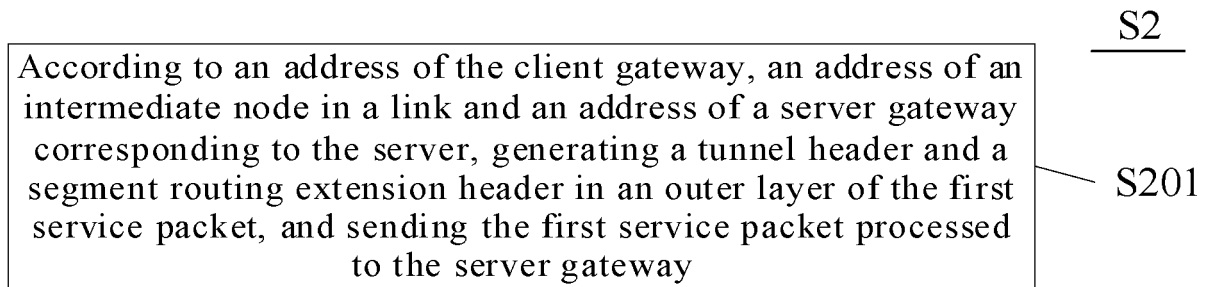 S2
According to an address of the client gateway, an address of an
intermediate node in a link and an address of a server gateway
corresponding to the server, generating a tunnel header and a
segment routing extension header in an outer layer of the first
service packet, and sending the first service packet processed
to the server gateway
S201